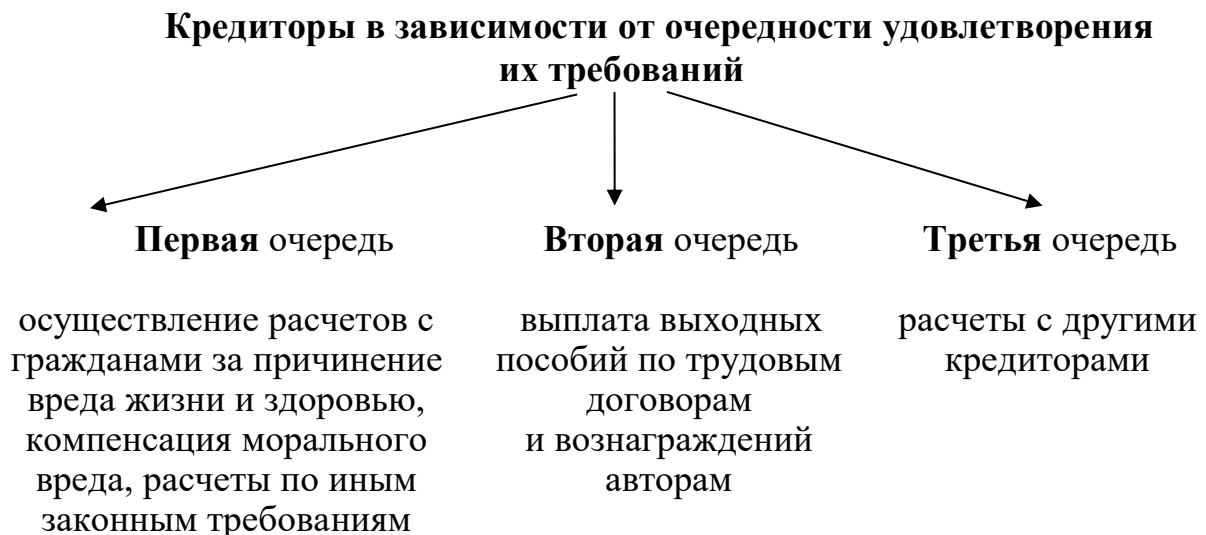 Кредиторы в зависимости от очередности удовлетворения
их требований
Первая очередь
осуществление расчетов с
гражданами за причинение
вреда жизни и здоровью,
компенсация морального
вреда, расчеты по иным
законным требованиям
Вторая очередь
выплата выходных
пособий по трудовым
договорам
и вознаграждений
авторам
Третья очередь
расчеты с другими
кредиторами